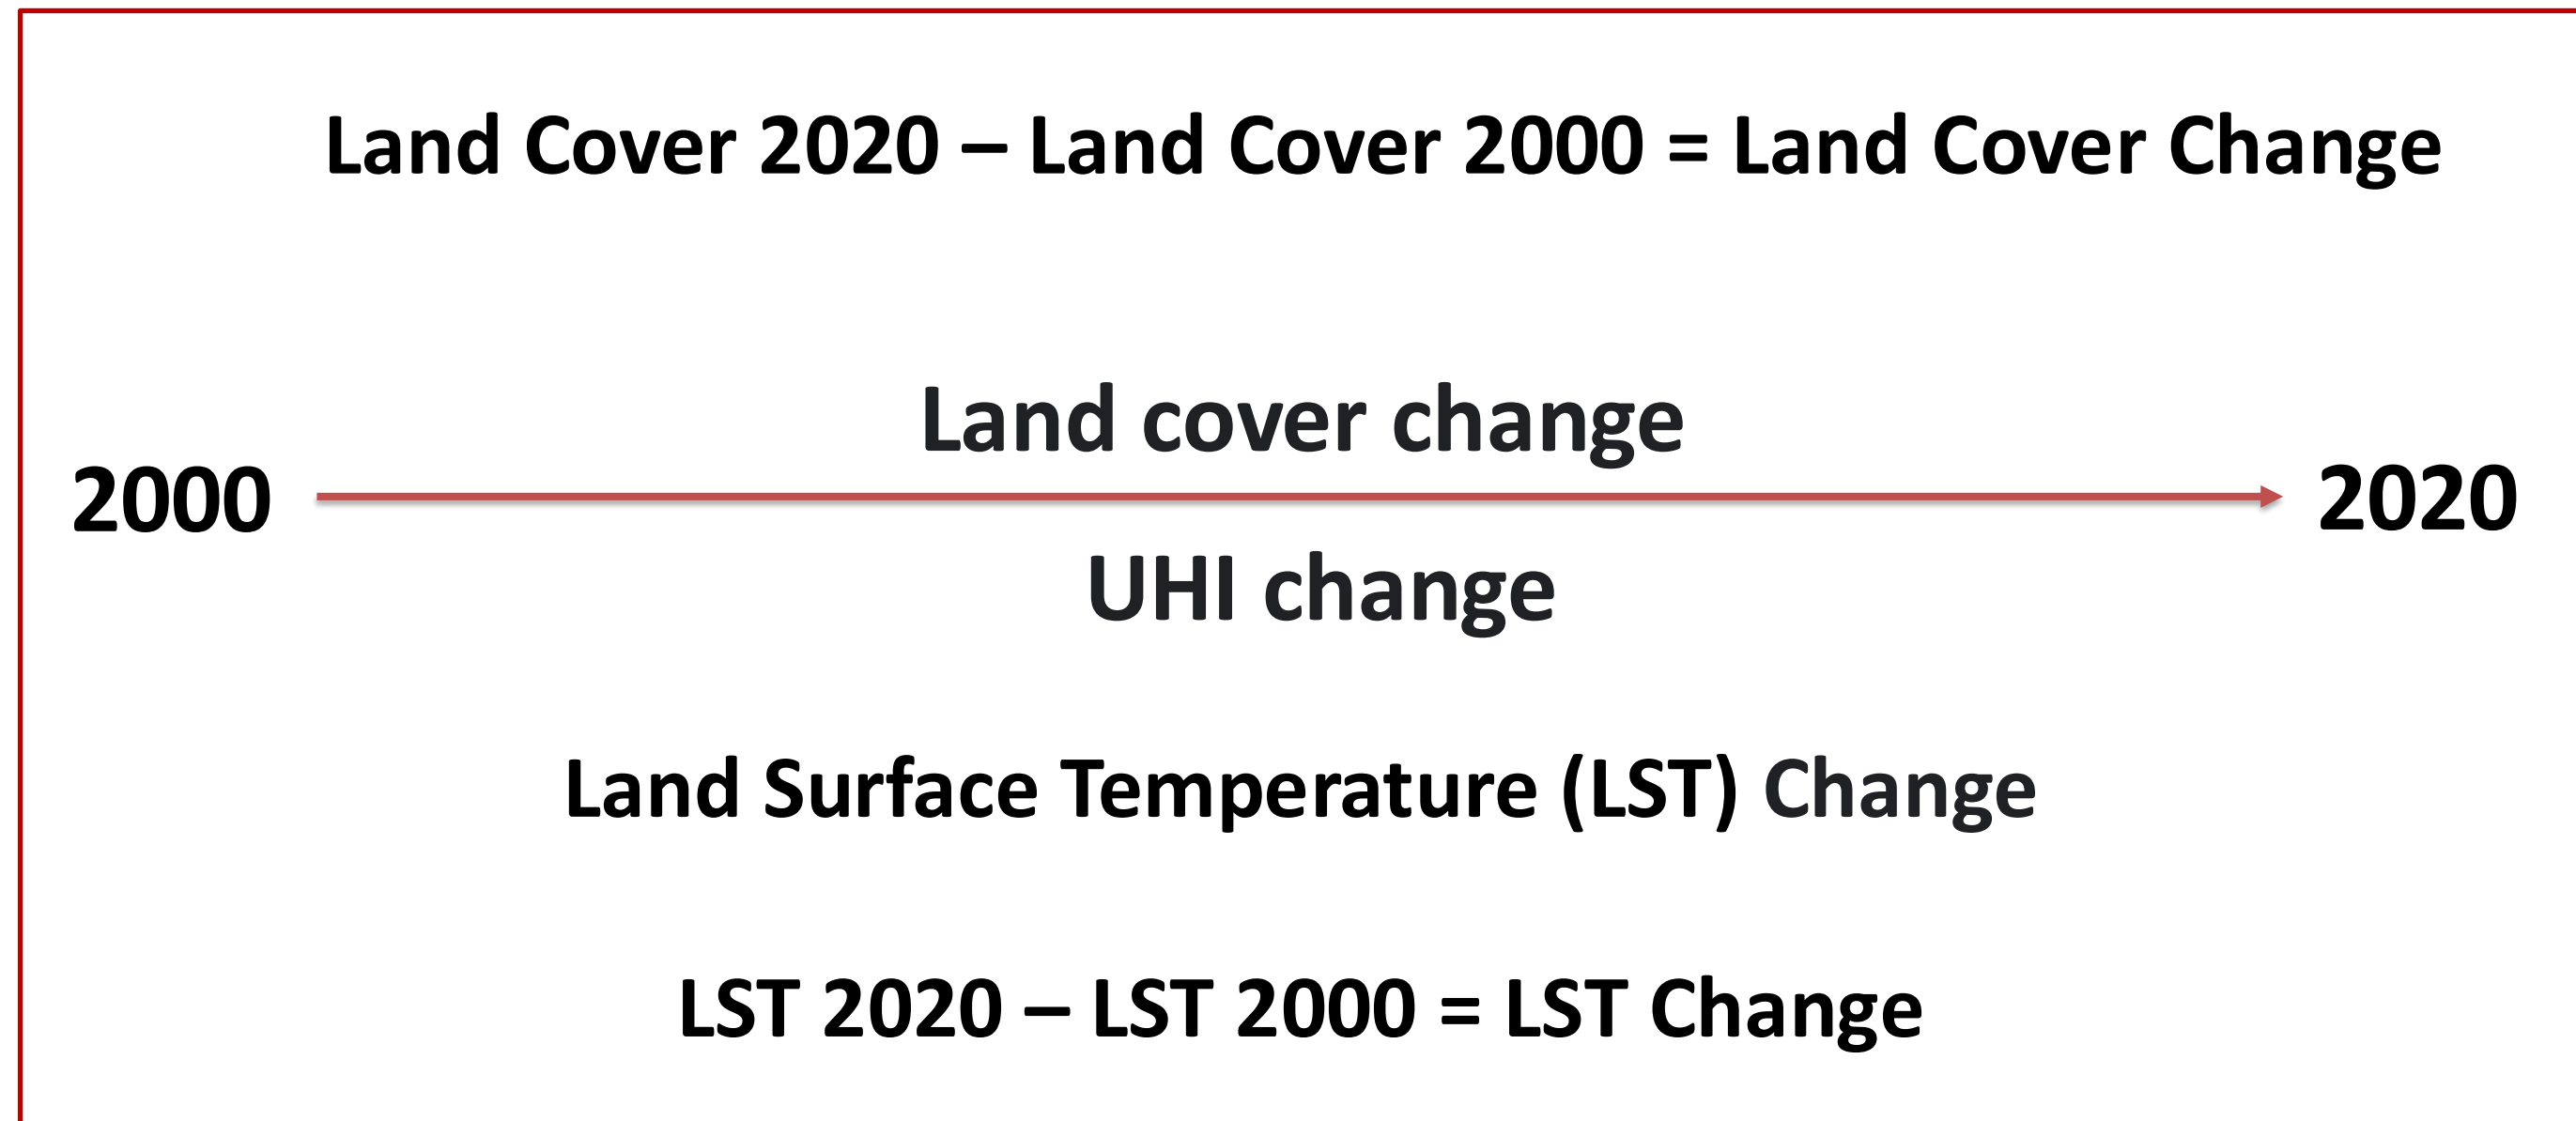 Land Cover 2020 – Land Cover 2000 = Land Cover Change
Land cover change
2000
2020
UHI change
Land Surface Temperature (LST) Change
LST 2020 – LST 2000 = LST Change